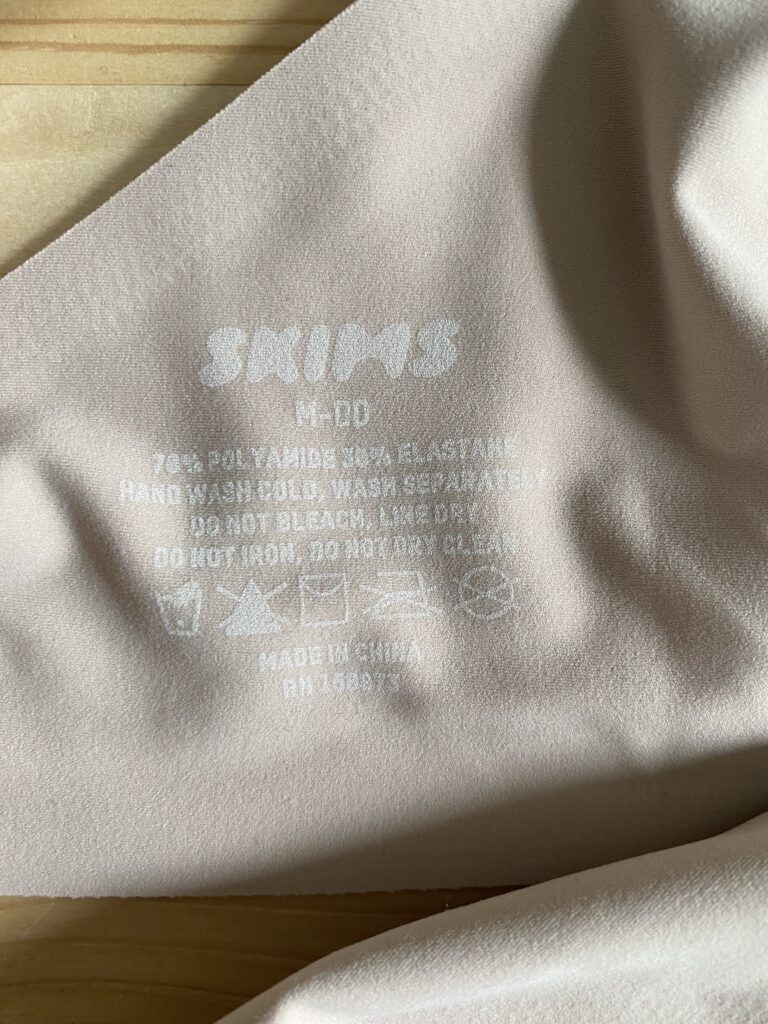 SKIMS
M-DD
POLYAMIDE ELASTANE
HAND WASH COLD, WASH SEPARATELY
DO NOT BLEACH, LINE DRY
DO NOT IRON, DO NOT DRY CLEAN
MADE IN CHINA
RN